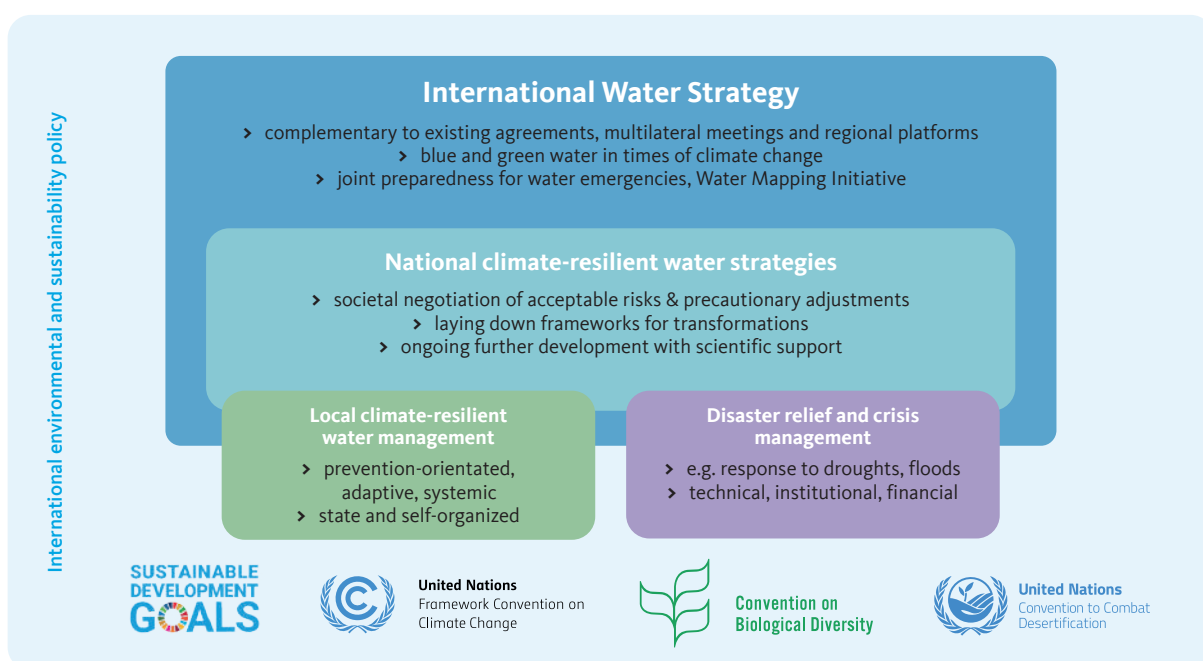 International environmental and sustainability policy
International Water Strategy
> complementary to existing agreements, multilateral meetings and regional platforms
> blue and green water in times of climate change
> joint preparedness for water emergencies, Water Mapping Initiative
National climate-resilient water strategies
> societal negotiation of acceptable risks & precautionary adjustments
> laying down frameworks for transformations
> ongoing further development with scientific support
Local climate-resilient
water management
> prevention-orientated,
adaptive, systemic
> state and self-organized
Disaster relief and crisis
management
> e.g. response to droughts, floods
> technical, institutional, financial
SUSTAINABLE
DEVELOPMENT
GOALS
United Nations
Framework Convention on
Climate Change
Convention on
Biological Diversity
United Nations
Convention to Combat
Desertification